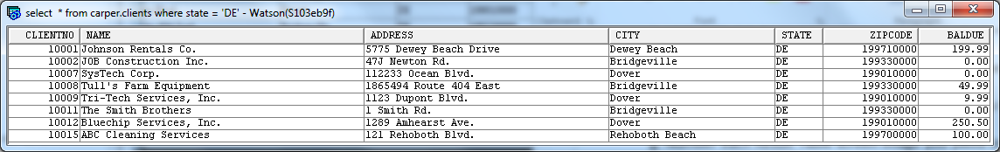 select * from carper.clients where state = 'DE' - Watson(S103eb9f)
CLIENTNO NAME ADDRESS CITY STATE ZIPCODE BALDUE
10001 Johnson Rentals Co. 5775 Dewey Beach Drive Dewey Beach DE 199710000 199.99
10002 JOB Construction Inc. 47J Newton Rd. Bridgeville DE 199330000 0.00
10007 SysTech Corp. 112233 Ocean Blvd. Dover DE 199010000 0.00
10008 Tull's Farm Equipment 1865494 Route 404 East Bridgeville DE 199330000 49.99
10009 Tri-Tech Services, Inc. 1123 Dupont Blvd. Dover DE 199010000 9.99
10011 The Smith Brothers 1 Smith Rd. Bridgeville DE 199330000 0.00
10012 Bluechip Services, Inc. 1289 Amhearst Ave. Dover DE 199010000 250.50
10015 ABC Cleaning Services 121 Rehoboth Blvd. Rehoboth Beach DE 199700000 100.00